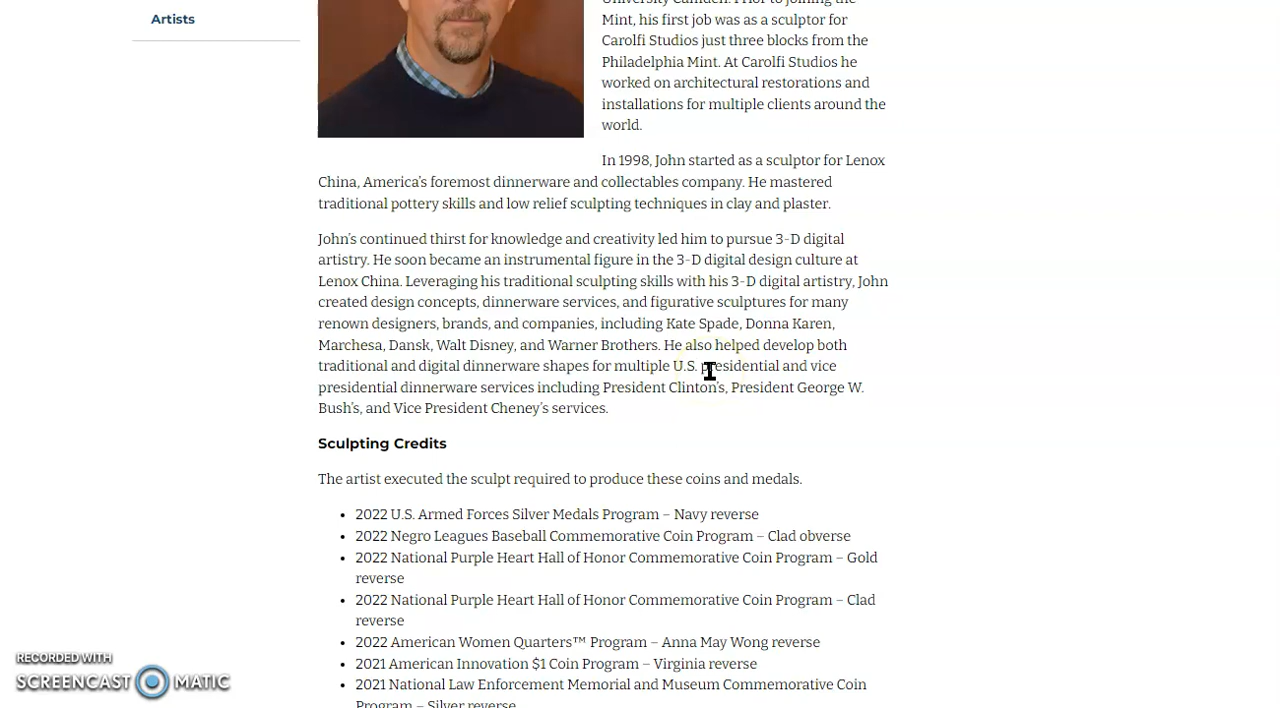 Artists
University Camden. Prior to joining the
Mint, his first job was as a sculptor for
Carolfi Studios just three blocks from the
Philadelphia Mint. At Carolfi Studios he
worked on architectural restorations and
installations for multiple clients around the
world.
In 1998, John started as a sculptor for Lenox
China, America's foremost dinnerware and collectables company. He mastered
traditional pottery skills and low relief sculpting techniques in clay and plaster.
John's continued thirst for knowledge and creativity led him to pursue 3-D digital
artistry. He soon became an instrumental figure in the 3-D digital design culture at
Lenox China. Leveraging his traditional sculpting skills with his 3-D digital artistry, John
created design concepts, dinnerware services, and figurative sculptures for many
renown designers, brands, and companies, including Kate Spade, Donna Karen,
Marchesa, Dansk, Walt Disney, and Warner Brothers. He also helped develop both
traditional and digital dinnerware shapes for multiple U.S. presidential and vice
presidential dinnerware services including President Clinton's, President George W.
Bush's, and Vice President Cheney's services.
Sculpting Credits
The artist executed the sculpt required to produce these coins and medals.
• 2022 U.S. Armed Forces Silver Medals Program – Navy reverse
• 2022 Negro Leagues Baseball Commemorative Coin Program – Clad obverse
• 2022 National Purple Heart Hall of Honor Commemorative Coin Program – Gold
reverse
• 2022 National Purple Heart Hall of Honor Commemorative Coin Program – Clad
reverse
• 2022 American Women Quarters™ Program – Anna May Wong reverse
• 2021 American Innovation $1 Coin Program – Virginia reverse
• 2021 National Law Enforcement Memorial and Museum Commemorative Coin
Program – Silver reverse
RECORDED WITH
SCREENCAST MATIC